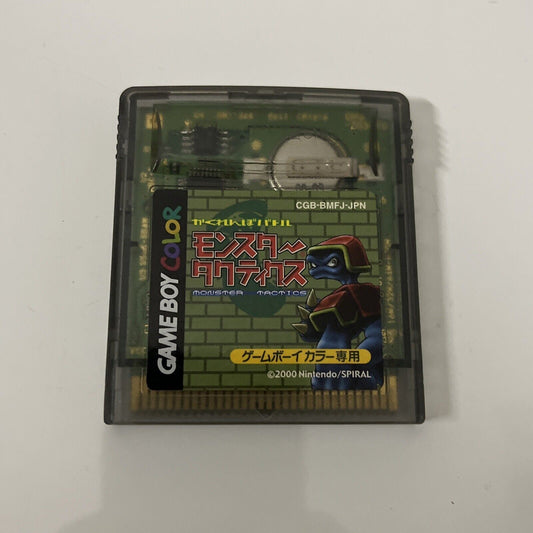 CGB-BMFJ-JPN
GAME BOY COLOR
かくれんぼバトル
モンスタ〜
タクティクス
MONSTER TACTICS
ゲームボーイ カラー専用
©2000 Nintendo/SPIRAL